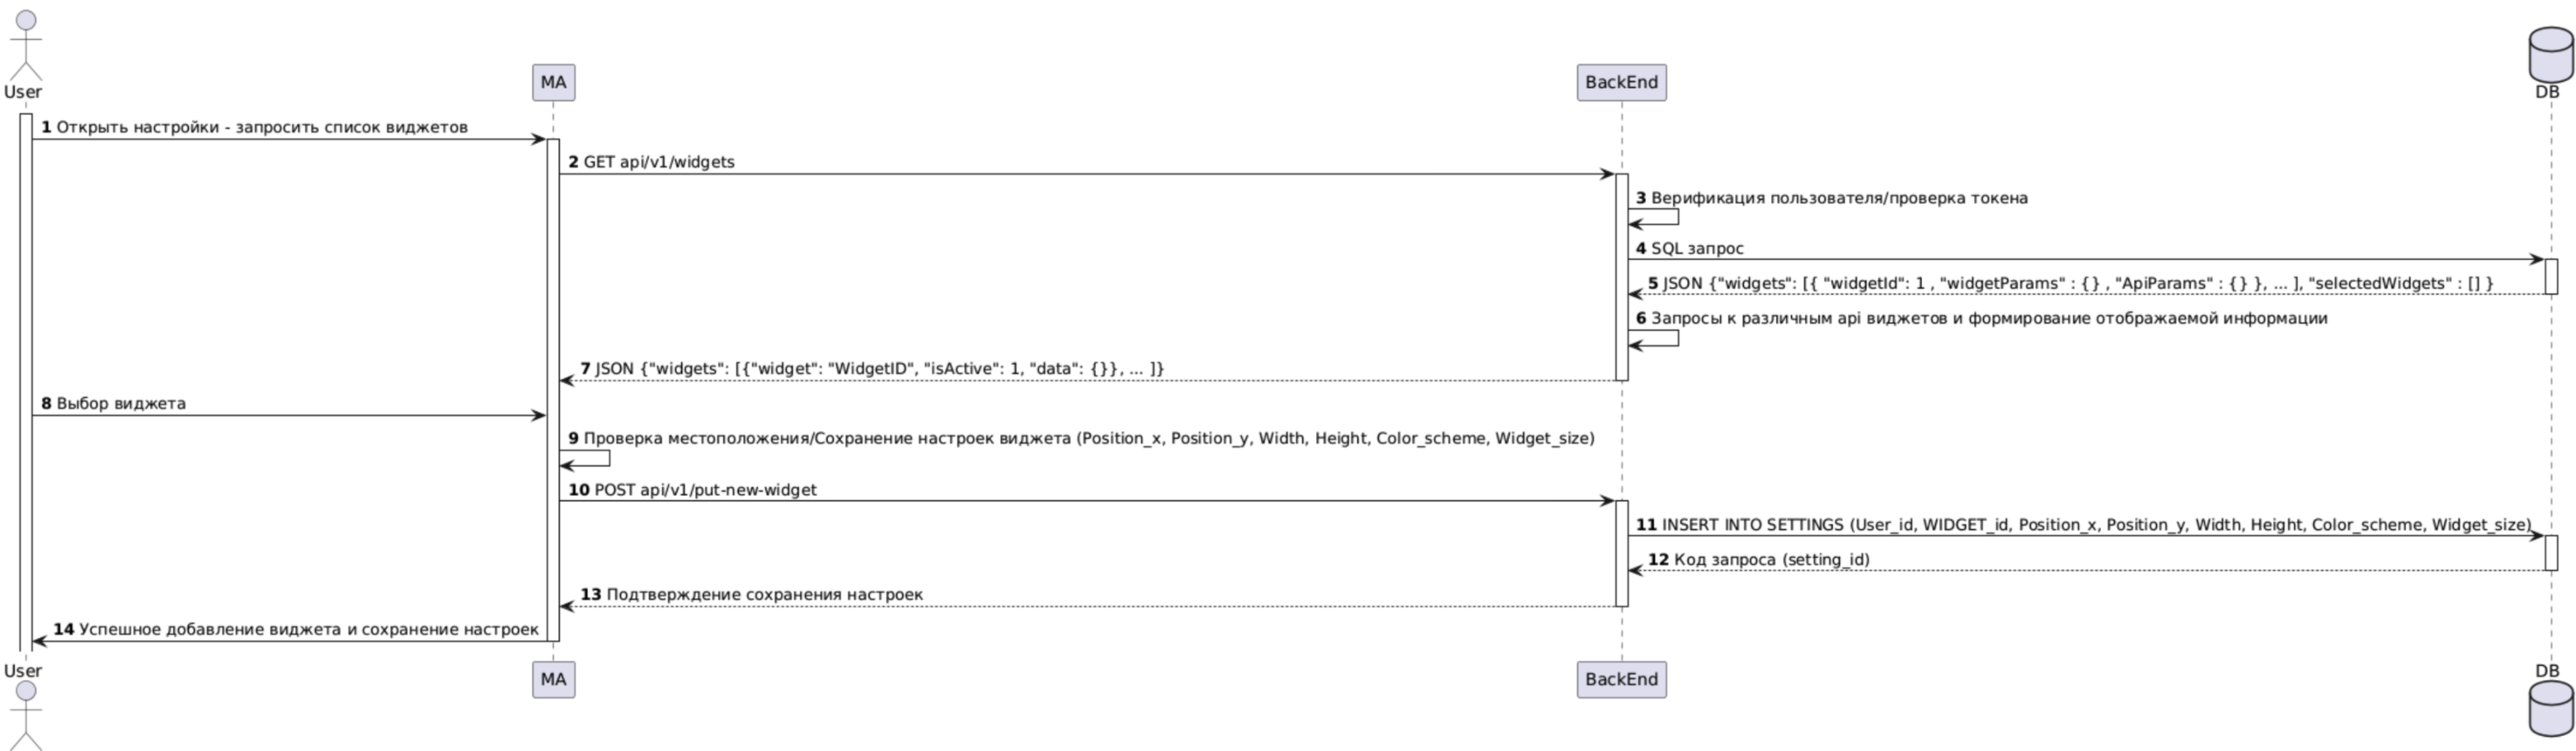 User
MA
BackEnd
DB
1 Открыть настройки - запросить список виджетов
2 GET api/v1/widgets
3 Верификация пользователя/проверка токена
4 SQL запрос
5 JSON {"widgets": [{ "widgetId": 1 , "widgetParams" : {} , "ApiParams" : {} }, ... ], "selectedWidgets" : [] }
6 Запросы к различным api виджетов и формирование отображаемой информации
7 JSON {"widgets": [{"widget": "WidgetID", "isActive": 1, "data": {}}, ... ]}
8 Выбор виджета
9 Проверка местоположения/Сохранение настроек виджета (Position_x, Position_y, Width, Height, Color_scheme, Widget_size)
10 POST api/v1/put-new-widget
11 INSERT INTO SETTINGS (User_id, WIDGET_id, Position_x, Position_y, Width, Height, Color_scheme, Widget_size)
12 Код запроса (setting_id)
13 Подтверждение сохранения настроек
14 Успешное добавление виджета и сохранение настроек
User
MA
BackEnd
DB